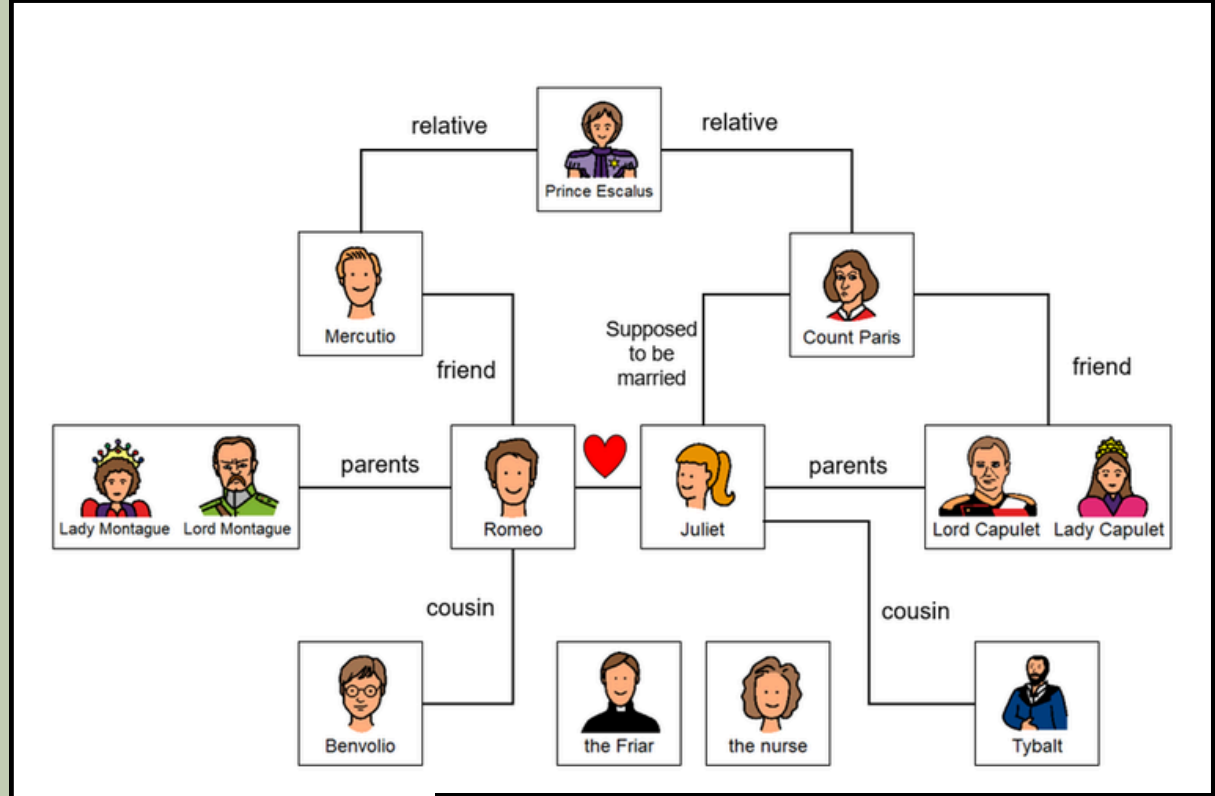 relative
relative
Prince Escalus
Mercutio
Supposed
to be
married
Count Paris
friend
friend
Lady Montague
Lord Montague
parents
Romeo
Juliet
parents
Lord Capulet
Lady Capulet
cousin
cousin
Benvolio
the Friar
the nurse
Tybalt